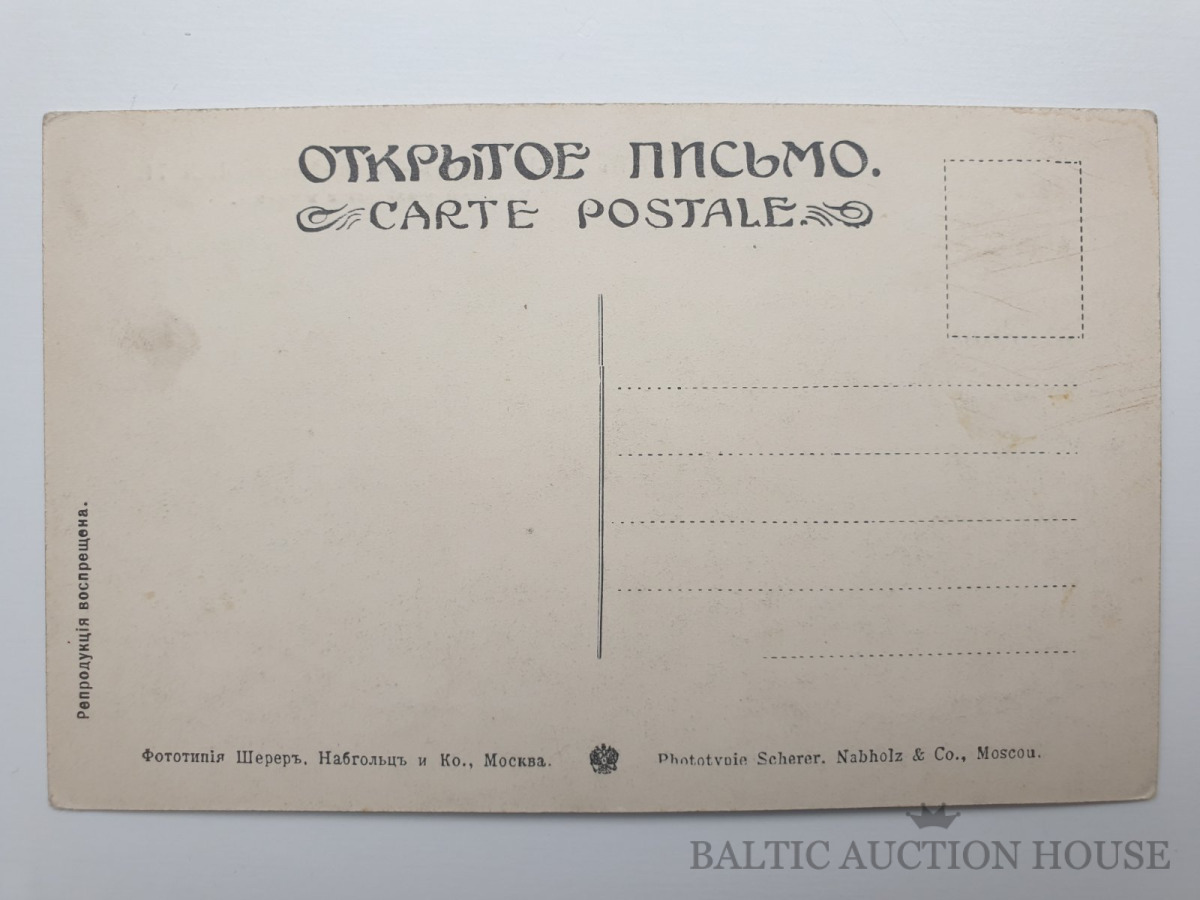 ОТКРЫТОЕ ПИСЬМО.
CARTE POSTALE.
Репродукція воспрещена.
Фототипія Шереръ, Набгольцъ и Ко., Москва.
Phototypie Scherer, Nabholz & Co., Moscou.
BALTIC AUCTION HOUSE